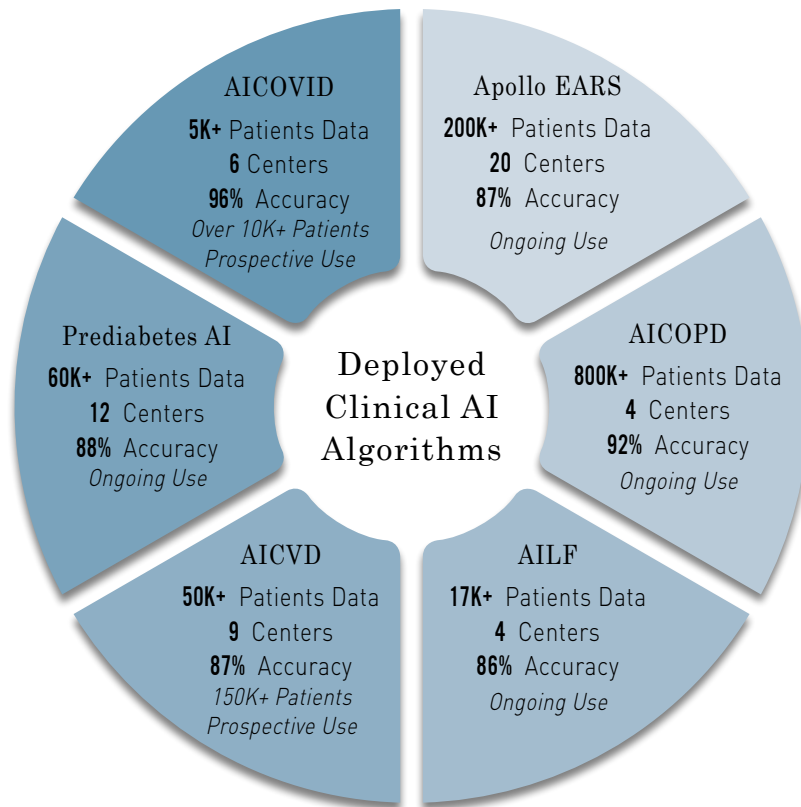 Deployed
Clinical AI
Algorithms
AICOVID
5K+ Patients Data
6 Centers
96% Accuracy
Over 10K+ Patients
Prospective Use
Apollo EARS
200K+ Patients Data
20 Centers
87% Accuracy
Ongoing Use
AICOPD
800K+ Patients Data
4 Centers
92% Accuracy
Ongoing Use
AILF
17K+ Patients Data
4 Centers
86% Accuracy
Ongoing Use
AICVD
50K+ Patients Data
9 Centers
87% Accuracy
150K+ Patients
Prospective Use
Prediabetes AI
60K+ Patients Data
12 Centers
88% Accuracy
Ongoing Use